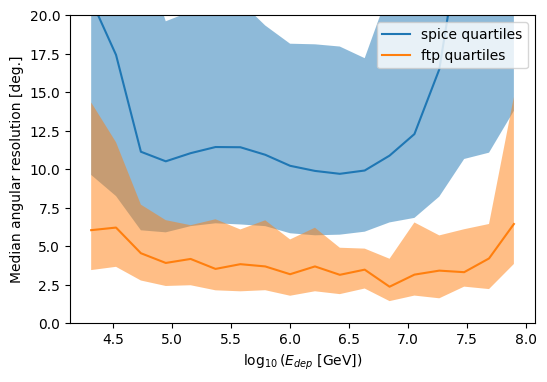 20.0
17.5
15.0
12.5
10.0
7.5
5.0
2.5
0.0
Median angular resolution [deg.]
spice quartiles
ftp quartiles
4.5 5.0 5.5 6.0 6.5 7.0 7.5 8.0
log₁₀(E_dep [GeV])